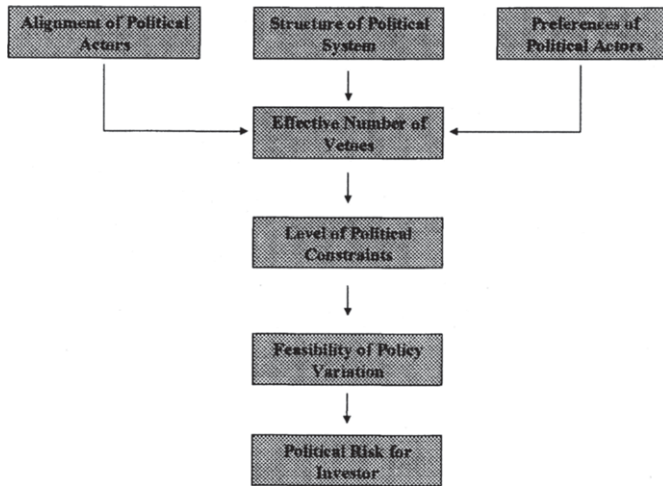 Alignment of Political
Actors
Structure of Political
System
Preferences of
Political Actors
Effective Number of
Vetoes
Level of Political
Constraints
Feasibility of Policy
Variation
Political Risk for
Investor